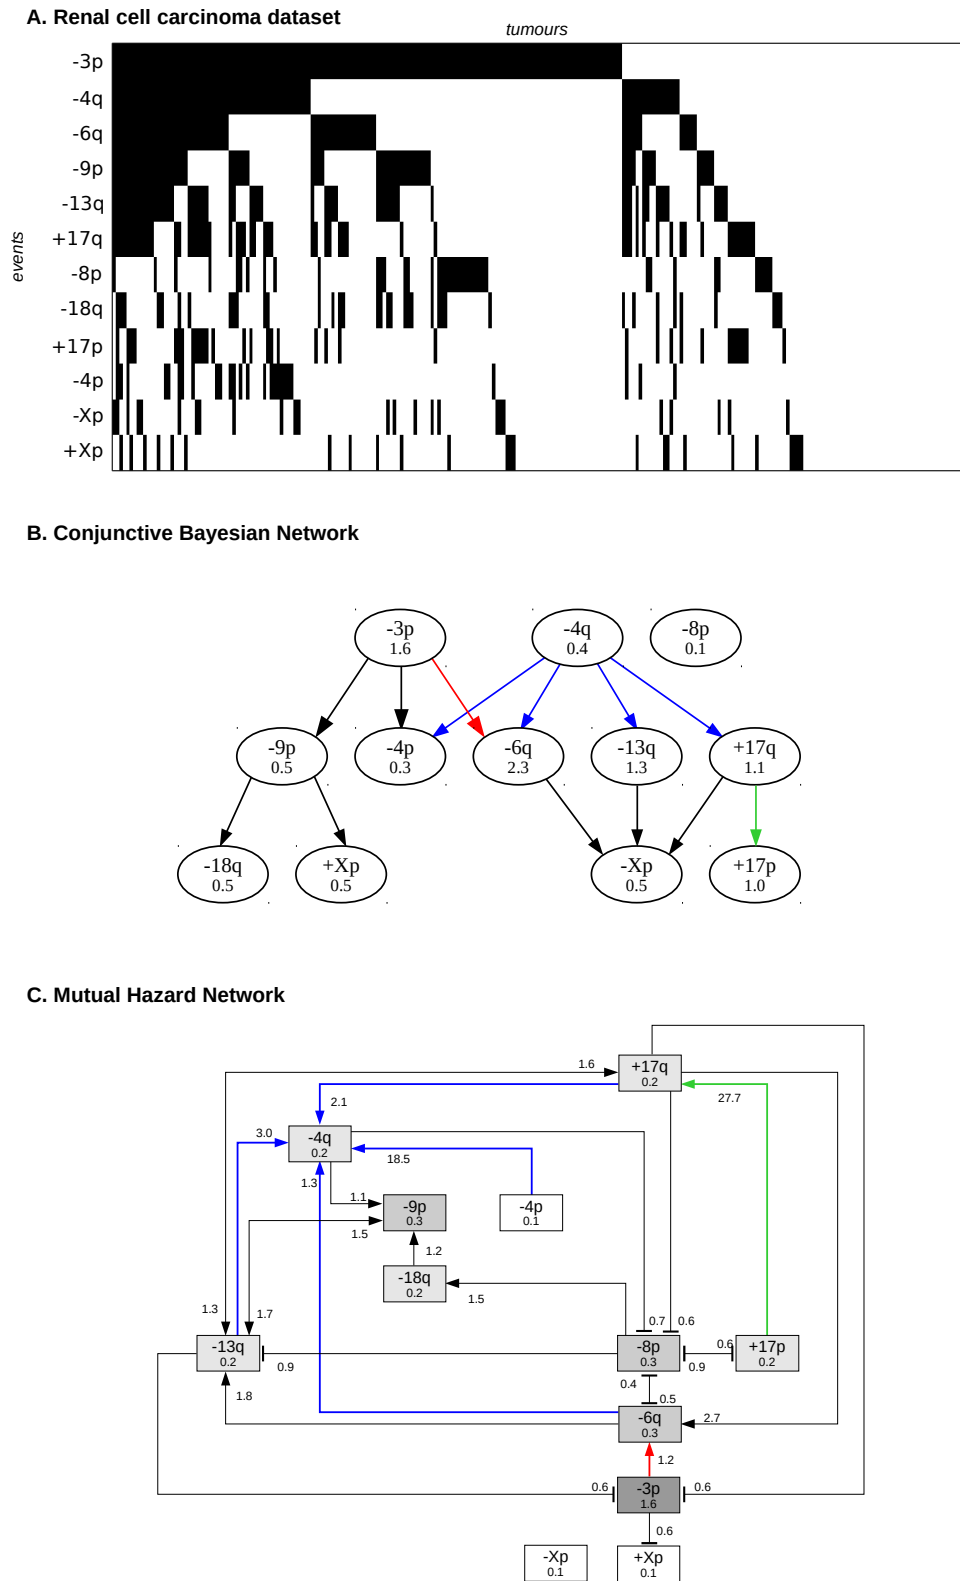 A. Renal cell carcinoma dataset
tumours
events
-3p
-4q
-6q
-9p
-13q
+17q
-8p
-18q
+17p
-4p
-Xp
+Xp
B. Conjunctive Bayesian Network
-3p
1.6
-4q
0.4
-8p
0.1
-9p
0.5
-4p
0.3
-6q
2.3
-13q
1.3
+17q
1.1
-18q
0.5
+Xp
0.5
-Xp
0.5
+17p
1.0
C. Mutual Hazard Network
1.6
+17q
0.2
2.1
27.7
3.0
-4q
0.2
18.5
1.3
1.1
-9p
0.3
-4p
0.1
1.5
1.2
-18q
0.2
1.5
1.3
1.7
0.7
0.6
-13q
0.2
0.9
-8p
0.3
0.6
0.9
+17p
0.2
0.4
1.8
0.5
-6q
0.3
2.7
1.2
0.6
-3p
1.6
0.6
0.6
-Xp
0.1
+Xp
0.1